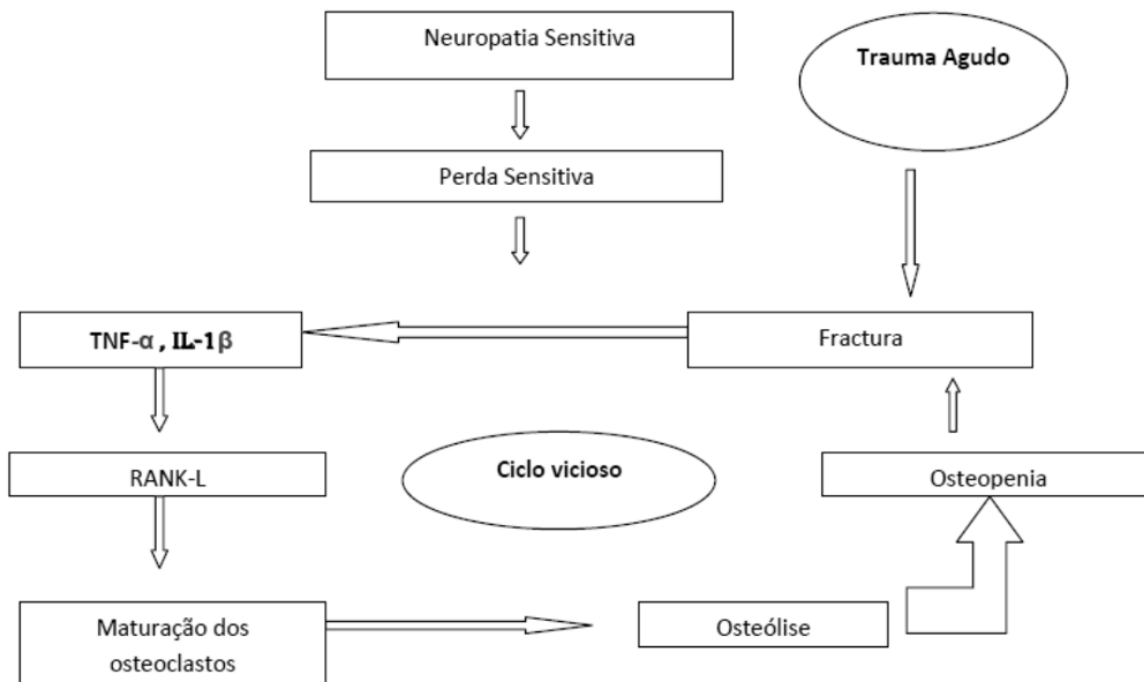 Neuropatia Sensitiva
Trauma Agudo
Perda Sensitiva
TNF-α , IL-1β
Fractura
RANK-L
Ciclo vicioso
Osteopenia
Maturação dos
osteoclastos
Osteólise